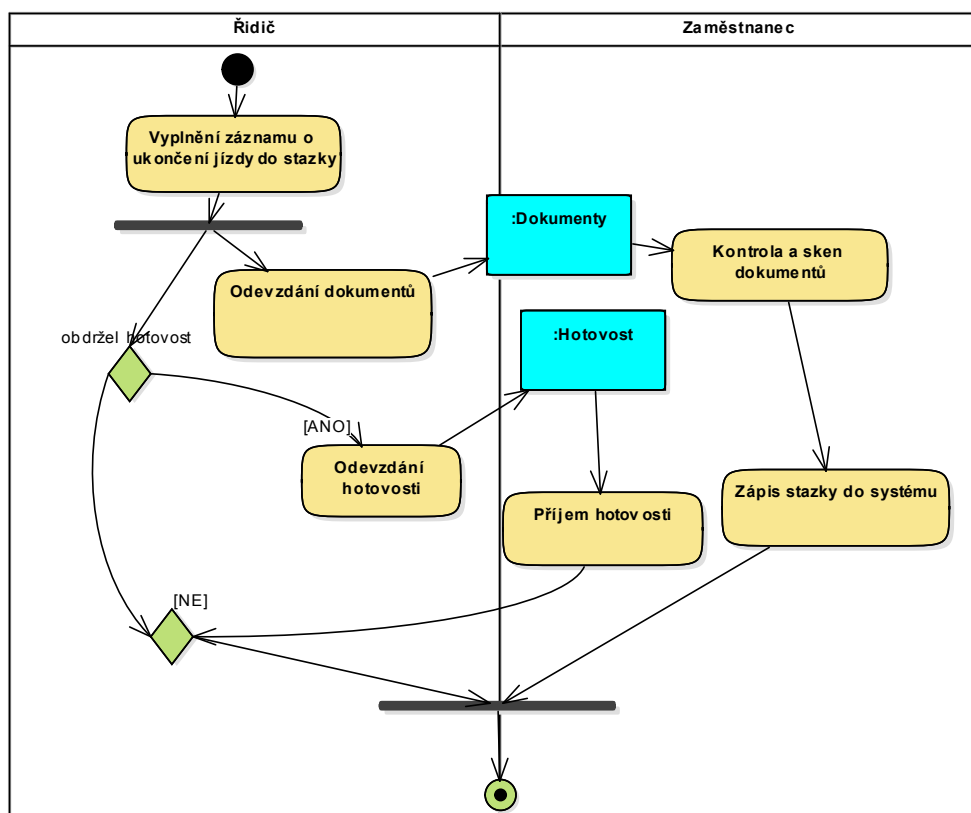 Řidič
Zaměstnanec
Vyplnění záznamu o
ukončení jízdy do stazky
:Dokumenty
Kontrola a sken
dokumentů
Odevzdání dokumentů
obdržel hotovost
:Hotovost
[ANO]
Odevzdání
hotovosti
Zápis stazky do systému
Příjem hotovosti
[NE]